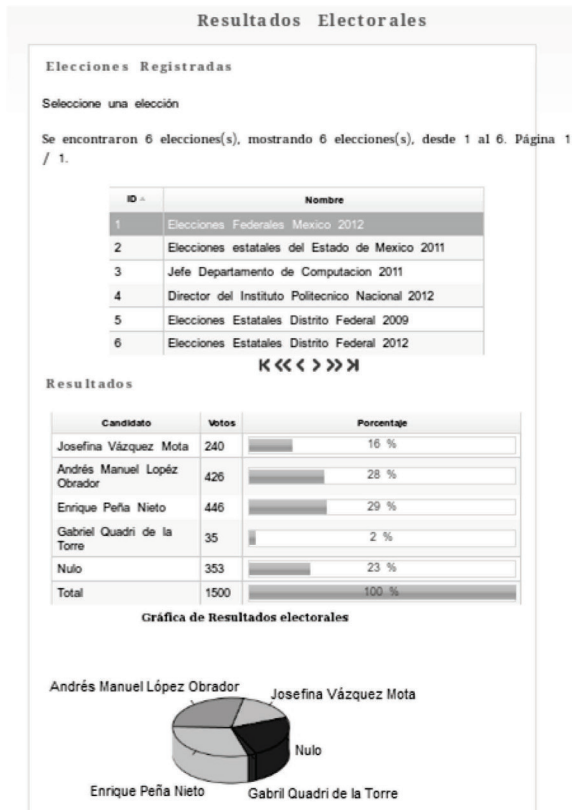 Resultados Electorales
Elecciones Registradas
Seleccione una elección
Se encontraron 6 elecciones(s), mostrando 6 elecciones(s), desde 1 al 6. Página 1
/ 1.
ID Nombre
1 Elecciones Federales Mexico 2012
2 Elecciones estatales del Estado de Mexico 2011
3 Jefe Departamento de Computacion 2011
4 Director del Instituto Politecnico Nacional 2012
5 Elecciones Estatales Distrito Federal 2009
6 Elecciones Estatales Distrito Federal 2012
Resultados
Candidato Votos Porcentaje
Josefina Vázquez Mota 240 16 %
Andrés Manuel Lopéz
Obrador 426 28 %
Enrique Peña Nieto 446 29 %
Gabriel Quadri de la
Torre 35 2 %
Nulo 353 23 %
Total 1500 100 %
Gráfica de Resultados electorales
Andrés Manuel López Obrador
Josefina Vázquez Mota
Nulo
Enrique Peña Nieto
Gabril Quadri de la Torre